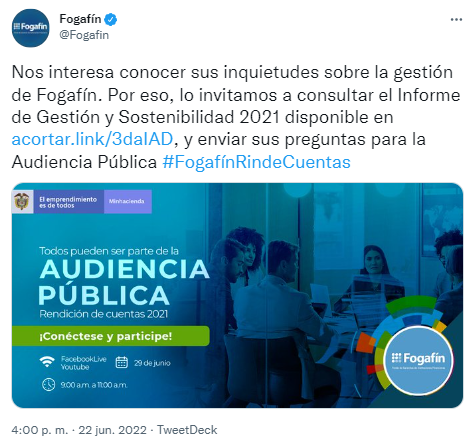 Fogafín
@Fogafin
Nos interesa conocer sus inquietudes sobre la gestión
de Fogafín. Por eso, lo invitamos a consultar el Informe
de Gestión y Sostenibilidad 2021 disponible en
acortar.link/3daIAD, y enviar sus preguntas para la
Audiencia Pública #FogafínRindeCuentas
El emprendimiento
es de todos
Minhacienda
Todos pueden ser parte de la
AUDIENCIA
PÚBLICA
Rendición de cuentas 2021
¡Conéctese y participe!
FacebookLive
Youtube
29 de junio
9:00 a.m. a 11:00 a.m.
Fogafín
4:00 p. m. · 22 jun. 2022 · TweetDeck